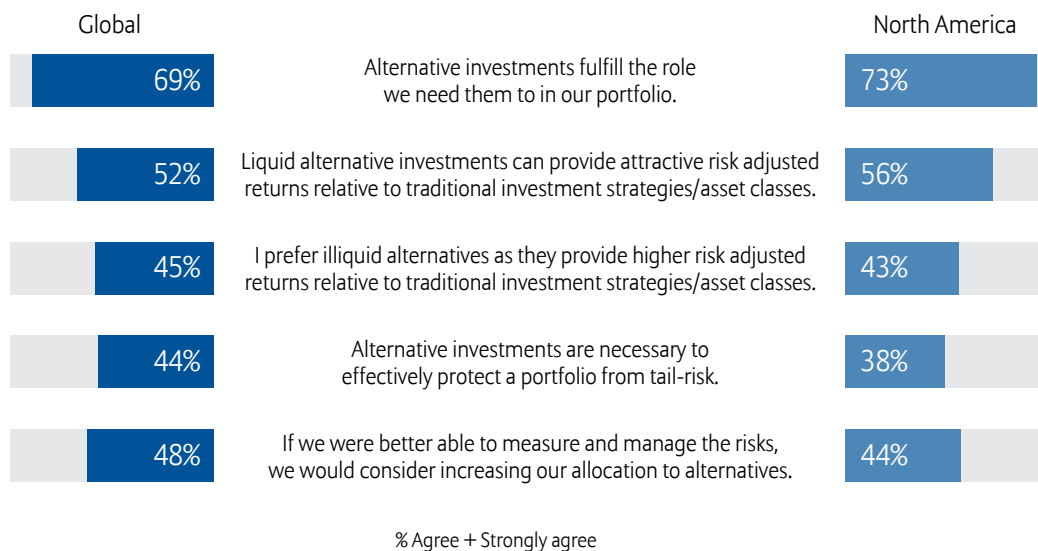 Global
North America
69%
Alternative investments fulfill the role
we need them to in our portfolio.
73%
52%
Liquid alternative investments can provide attractive risk adjusted
returns relative to traditional investment strategies/asset classes.
56%
45%
I prefer illiquid alternatives as they provide higher risk adjusted
returns relative to traditional investment strategies/asset classes.
43%
44%
Alternative investments are necessary to
effectively protect a portfolio from tail-risk.
38%
48%
If we were better able to measure and manage the risks,
we would consider increasing our allocation to alternatives.
44%
% Agree + Strongly agree